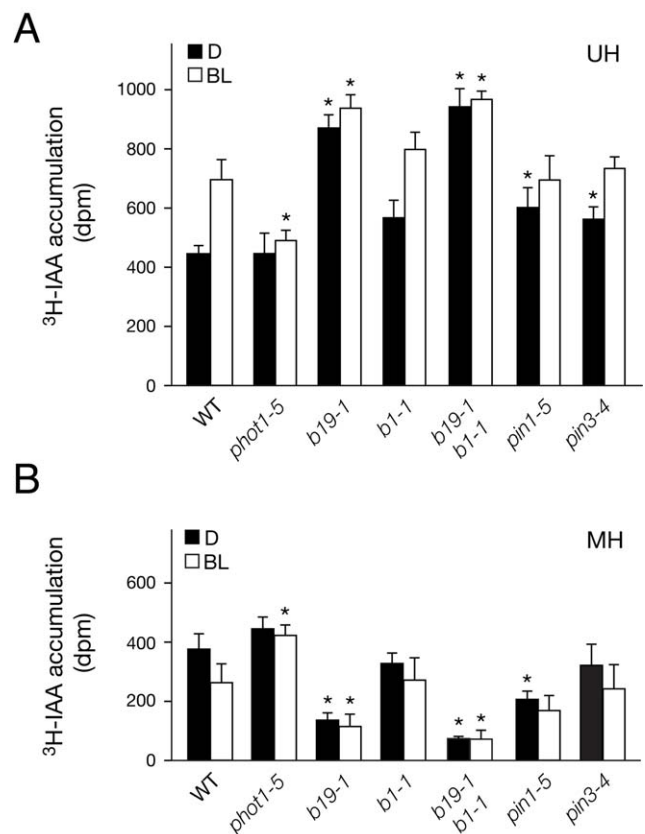 A
D
BL
UH
³H-IAA accumulation
(dpm)
1000
800
600
400
200
0
WT
phot1-5
b19-1
b1-1
b19-1
b1-1
pin1-5
pin3-4
* * * * * * *
B
D
BL
MH
³H-IAA accumulation
(dpm)
600
400
200
0
WT
phot1-5
b19-1
b1-1
b19-1
b1-1
pin1-5
pin3-4
* * * * * *